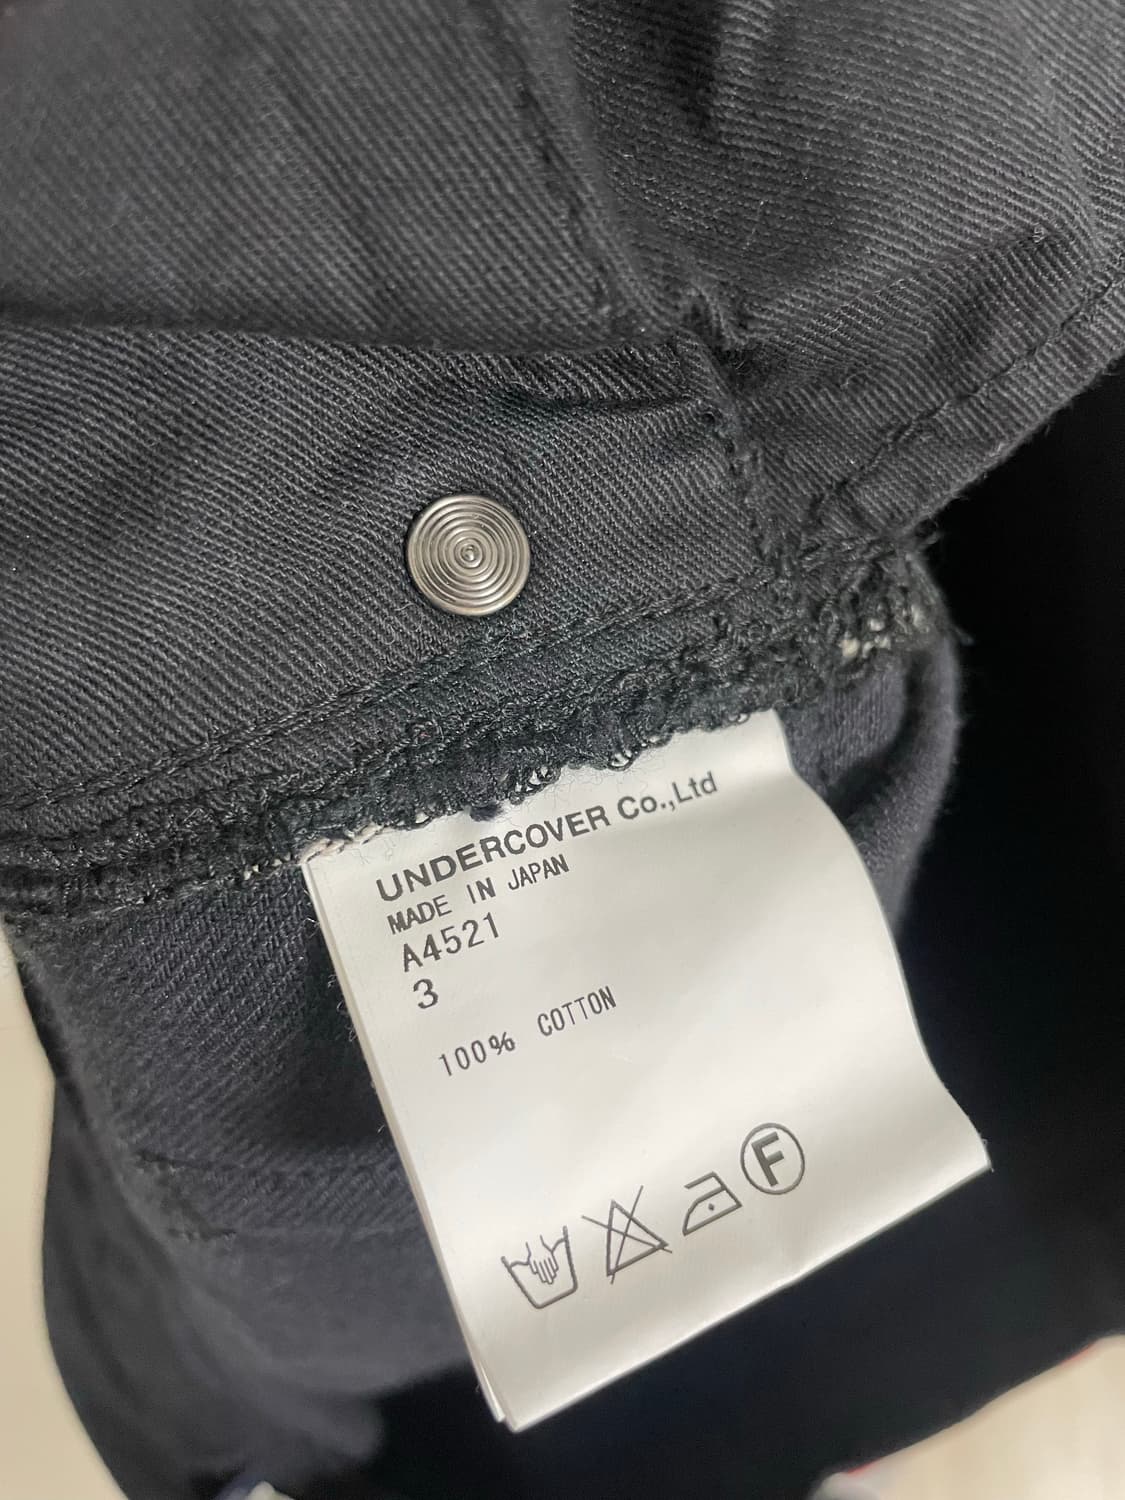 UNDERCOVER Co.,Ltd
MADE IN JAPAN
A4521
3
100% COTTON
F